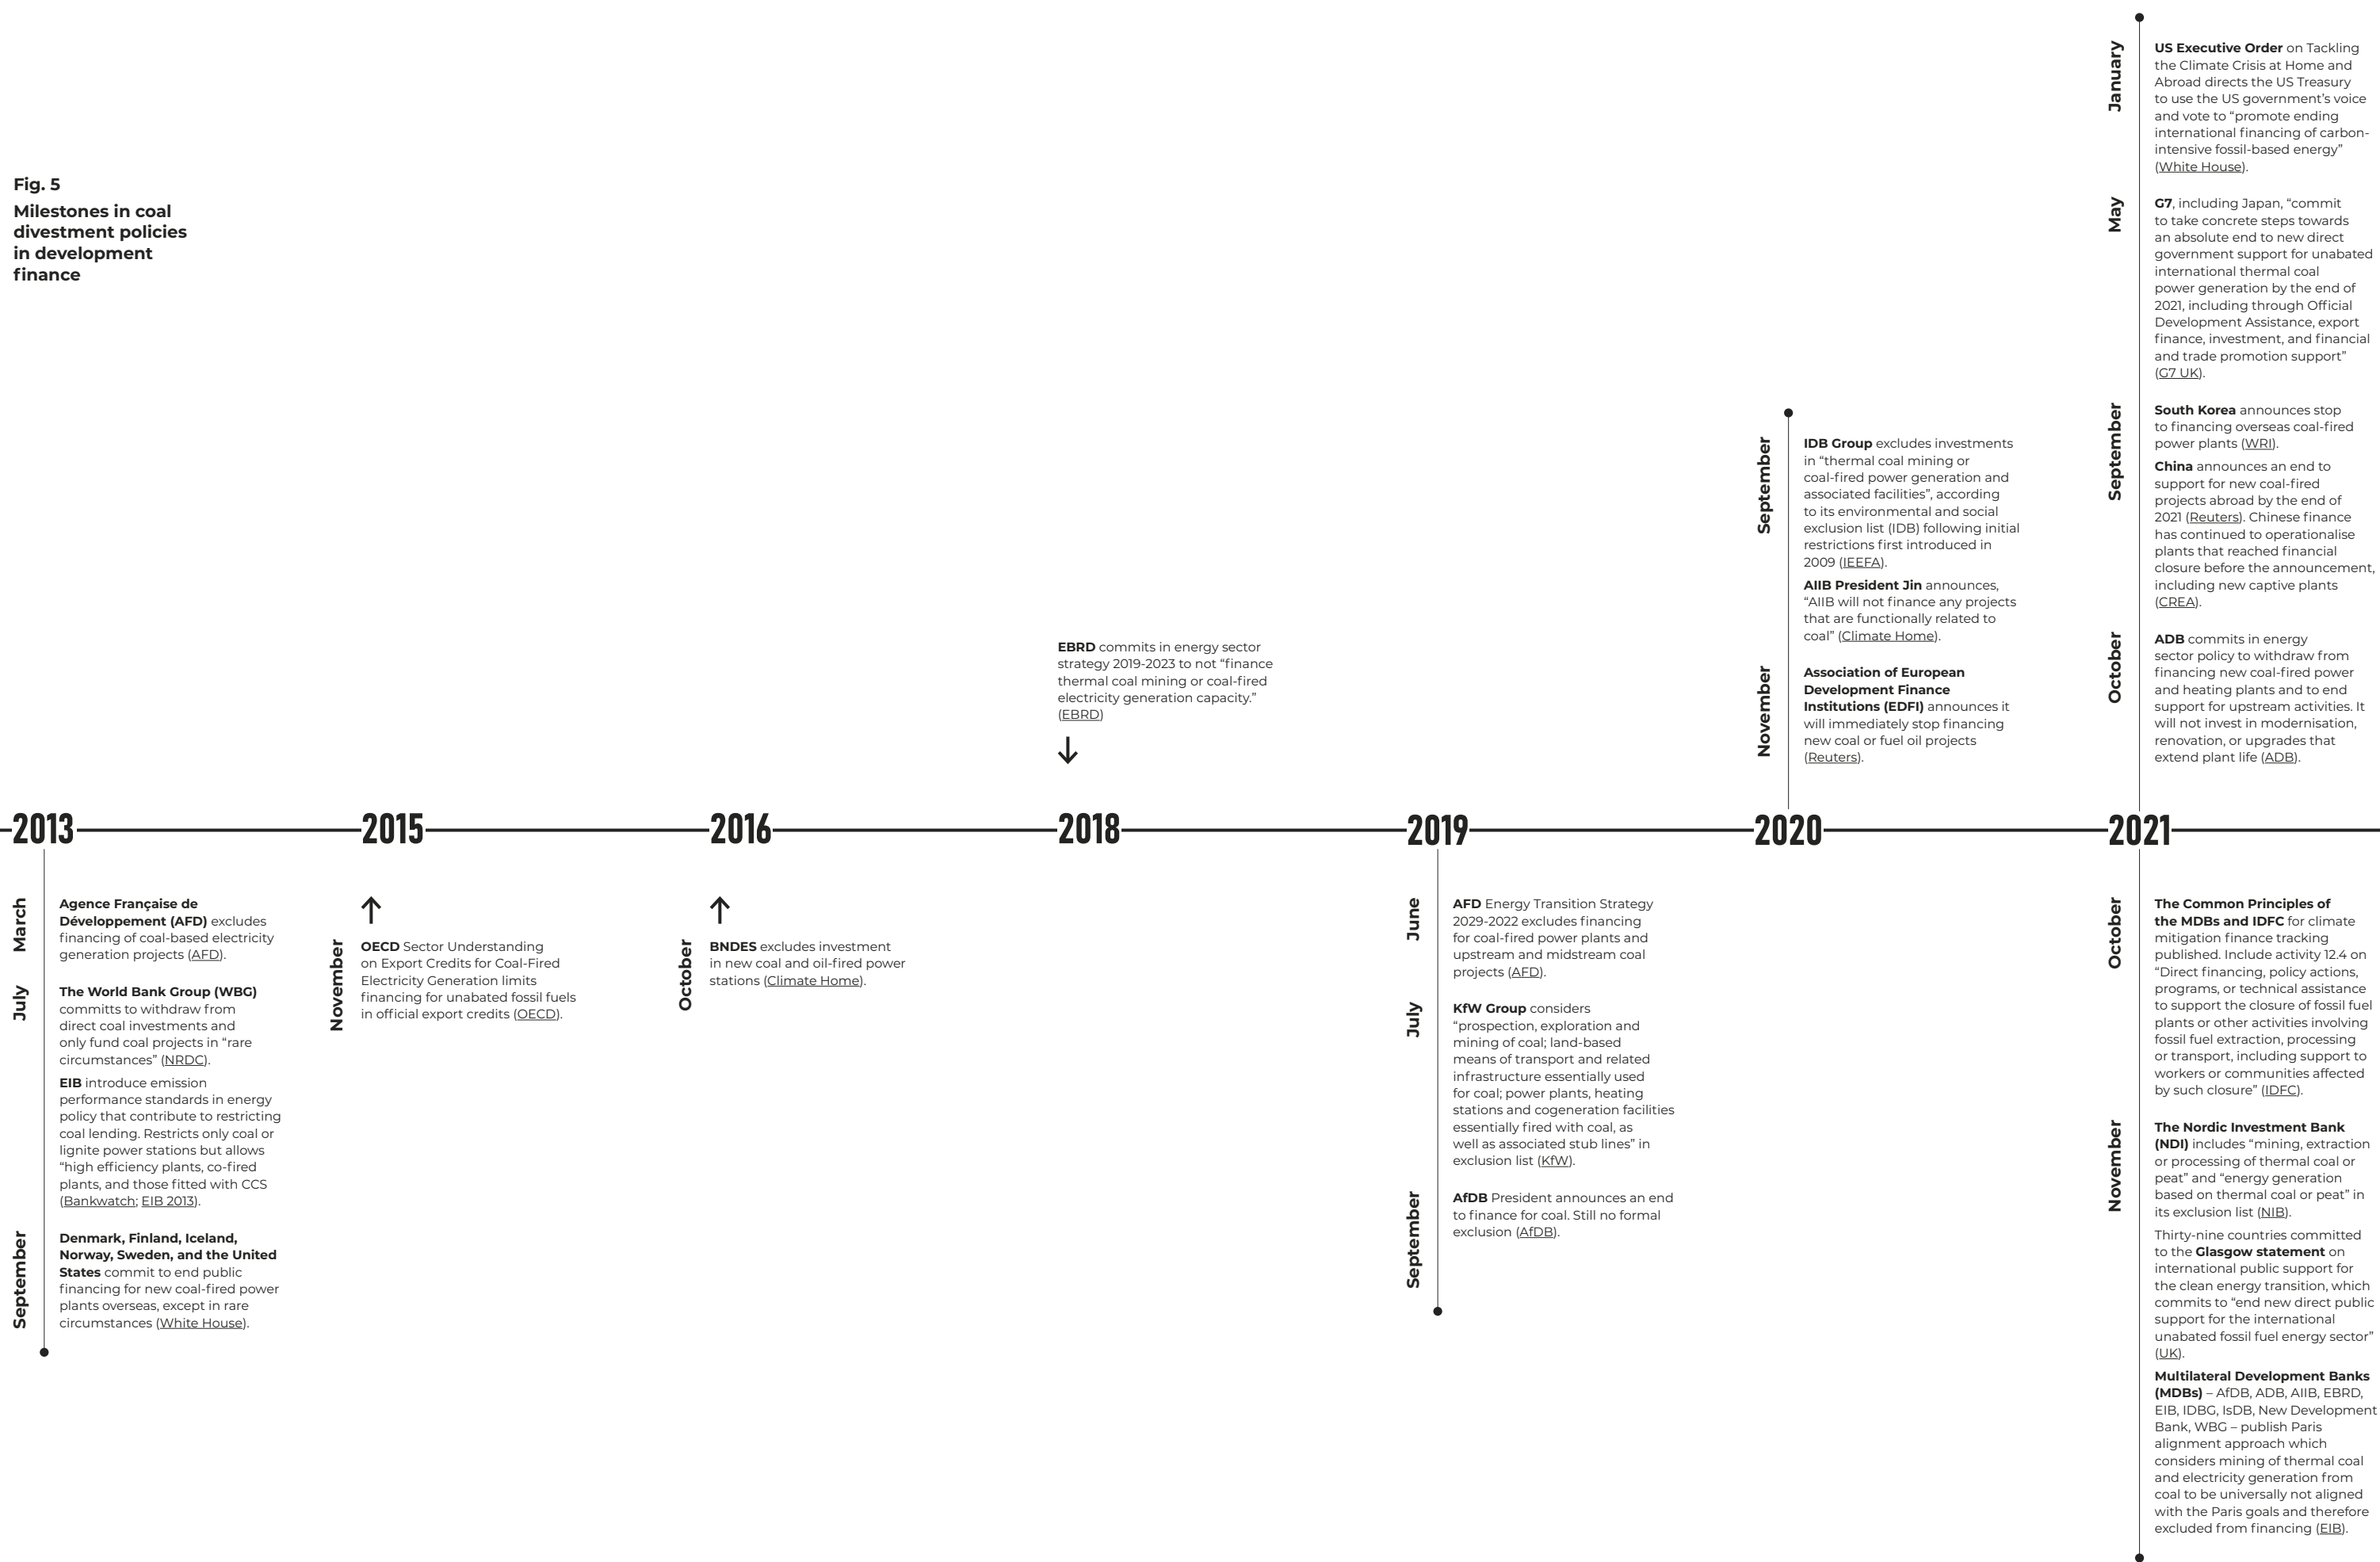 Fig. 5
Milestones in coal
divestment policies
in development
finance
2013
March
Agence Française de
Développement (AFD) excludes
financing of coal-based electricity
generation projects (AFD).
July
The World Bank Group (WBG)
commits to withdraw from
direct coal investments and
only fund coal projects in “rare
circumstances” (NRDC).
EIB introduce emission
performance standards in energy
policy that contribute to restricting
coal lending. Restricts only coal or
lignite power stations but allows
“high efficiency plants, co-fired
plants, and those fitted with CCS
(Bankwatch; EIB 2013).
September
Denmark, Finland, Iceland,
Norway, Sweden, and the United
States commit to end public
financing for new coal-fired power
plants overseas, except in rare
circumstances (White House).
2015
November
OECD Sector Understanding
on Export Credits for Coal-Fired
Electricity Generation limits
financing for unabated fossil fuels
in official export credits (OECD).
2016
October
BNDES excludes investment
in new coal and oil-fired power
stations (Climate Home).
2018
EBRD commits in energy sector
strategy 2019-2023 to not “finance
thermal coal mining or coal-fired
electricity generation capacity.”
(EBRD)
2019
June
AFD Energy Transition Strategy
2029-2022 excludes financing
for coal-fired power plants and
upstream and midstream coal
projects (AFD).
July
KfW Group considers
“prospection, exploration and
mining of coal; land-based
means of transport and related
infrastructure essentially used
for coal; power plants, heating
stations and cogeneration facilities
essentially fired with coal, as
well as associated stub lines” in
exclusion list (KfW).
September
AfDB President announces an end
to finance for coal. Still no formal
exclusion (AfDB).
2020
September
IDB Group excludes investments
in “thermal coal mining or
coal-fired power generation and
associated facilities”, according
to its environmental and social
exclusion list (IDB) following initial
restrictions first introduced in
2009 (IEEFA).
AIIB President Jin announces,
“AIIB will not finance any projects
that are functionally related to
coal” (Climate Home).
November
Association of European
Development Finance
Institutions (EDFI) announces it
will immediately stop financing
new coal or fuel oil projects
(Reuters).
2021
January
US Executive Order on Tackling
the Climate Crisis at Home and
Abroad directs the US Treasury
to use the US government’s voice
and vote to “promote ending
international financing of carbon-
intensive fossil-based energy”
(White House).
May
G7, including Japan, “commit
to take concrete steps towards
an absolute end to new direct
government support for unabated
international thermal coal
power generation by the end of
2021, including through Official
Development Assistance, export
finance, investment, and financial
and trade promotion support”
(G7 UK).
September
South Korea announces stop
to financing overseas coal-fired
power plants (WRI).
China announces an end to
support for new coal-fired
projects abroad by the end of
2021 (Reuters). Chinese finance
has continued to operationalise
plants that reached financial
closure before the announcement,
including new captive plants
(CREA).
October
ADB commits in energy
sector policy to withdraw from
financing new coal-fired power
and heating plants and to end
support for upstream activities. It
will not invest in modernisation,
renovation, or upgrades that
extend plant life (ADB).
October
The Common Principles of
the MDBs and IDFC for climate
mitigation finance tracking
published. Include activity 12.4 on
“Direct financing, policy actions,
programs, or technical assistance
to support the closure of fossil fuel
plants or other activities involving
fossil fuel extraction, processing
or transport, including support to
workers or communities affected
by such closure” (IDFC).
November
The Nordic Investment Bank
(NDI) includes “mining, extraction
or processing of thermal coal or
peat” and “energy generation
based on thermal coal or peat” in
its exclusion list (NIB).
Thirty-nine countries committed
to the Glasgow statement on
international public support for
the clean energy transition, which
commits to “end new direct public
support for the international
unabated fossil fuel energy sector”
(UK).
Multilateral Development Banks
(MDBs) – AfDB, ADB, AIIB, EBRD,
EIB, IDBG, IsDB, New Development
Bank, WBG – publish Paris
alignment approach which
considers mining of thermal coal
and electricity generation from
coal to be universally not aligned
with the Paris goals and therefore
excluded from financing (EIB).